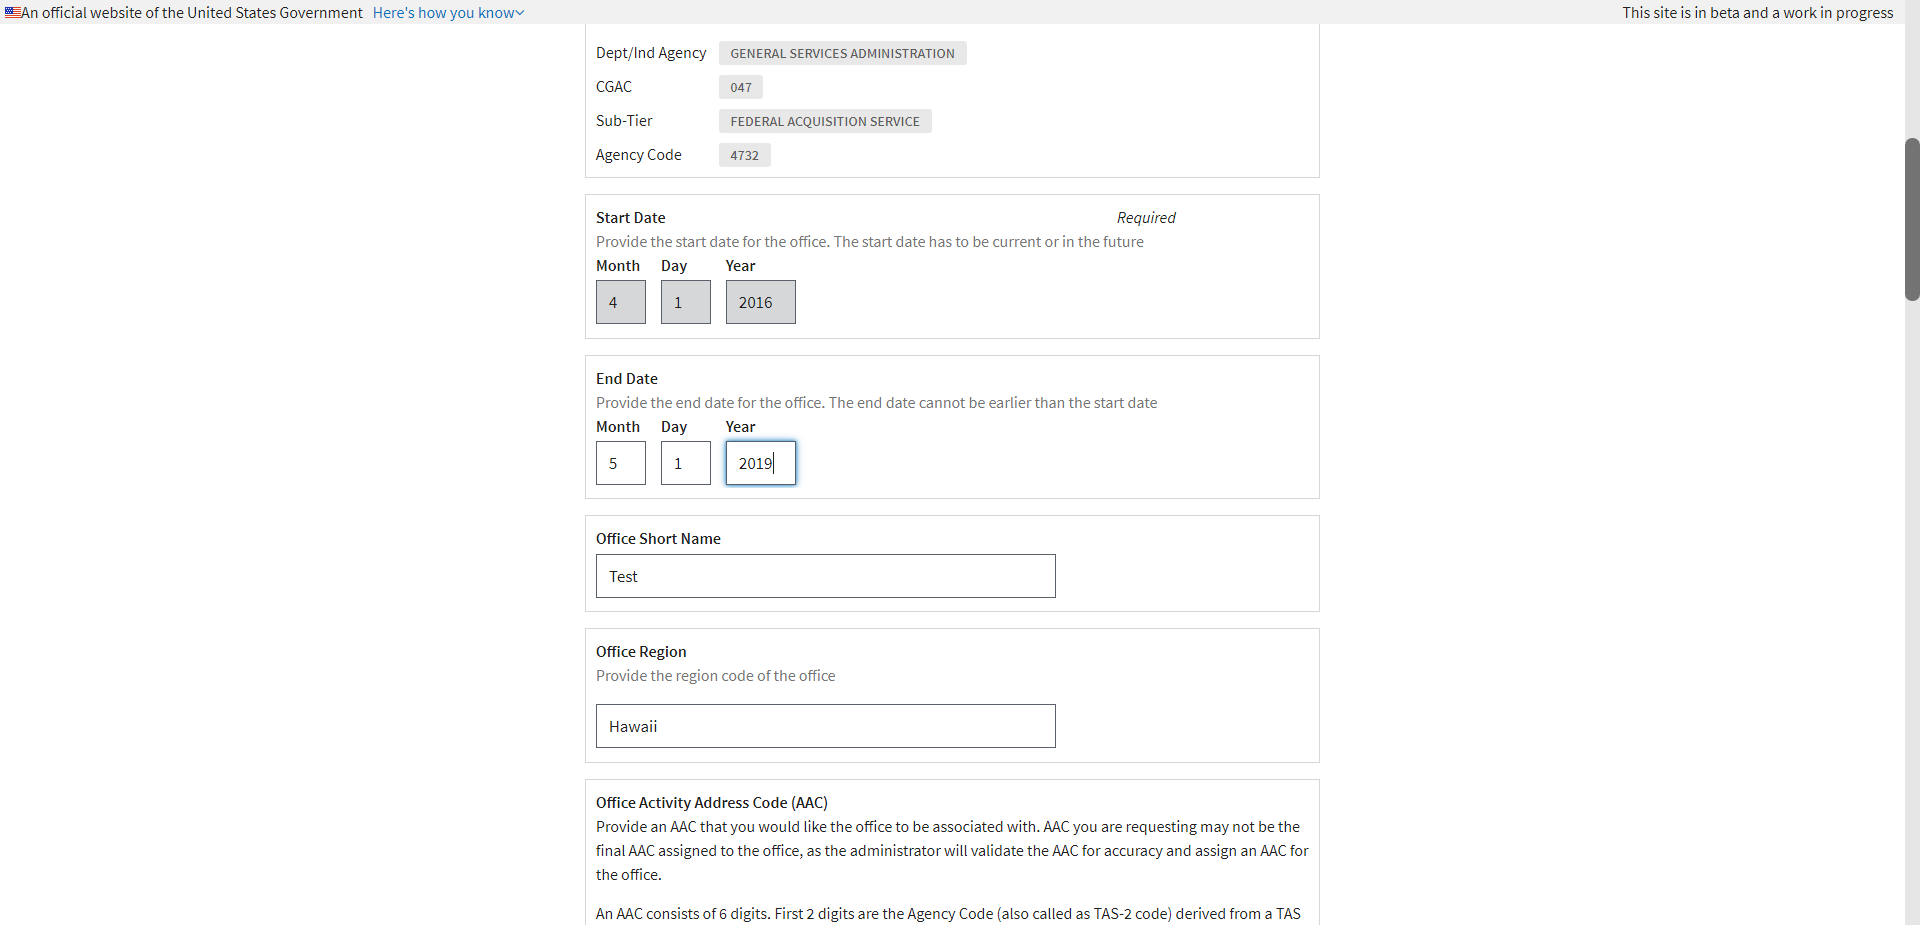 An official website of the United States Government Here's how you know
This site is in beta and a work in progress
Dept/Ind Agency GENERAL SERVICES ADMINISTRATION
CGAC 047
Sub-Tier FEDERAL ACQUISITION SERVICE
Agency Code 4732
Start Date Required
Provide the start date for the office. The start date has to be current or in the future
Month Day Year
4 1 2016
End Date
Provide the end date for the office. The end date cannot be earlier than the start date
Month Day Year
5 1 2019
Office Short Name
Test
Office Region
Provide the region code of the office
Hawaii
Office Activity Address Code (AAC)
Provide an AAC that you would like the office to be associated with. AAC you are requesting may not be the
final AAC assigned to the office, as the administrator will validate the AAC for accuracy and assign an AAC for
the office.
An AAC consists of 6 digits. First 2 digits are the Agency Code (also called as TAS-2 code) derived from a TAS